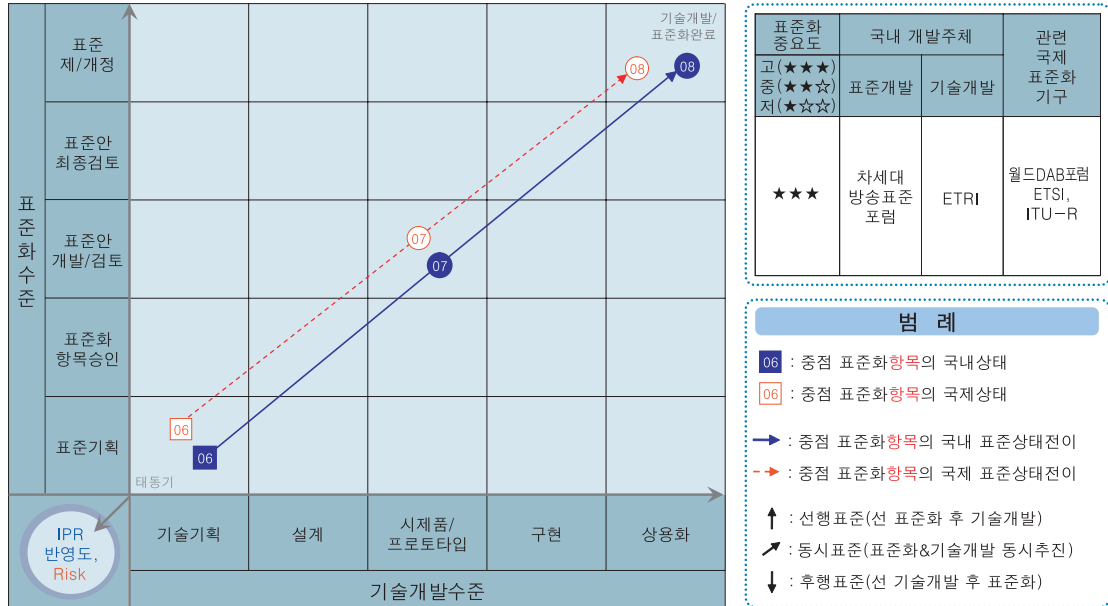 표준화수준
표준
제/개정
표준안
최종검토
표준안
개발/검토
표준화
항목승인
표준기획
기술개발/
표준화완료
08
08
07
07
06
06
태동기
IPR
반영도,
Risk
기술기획
설계
시제품/
프로토타입
구현
상용화
기술개발수준
표준화
중요도
고(★★★)
중(★★☆)
저(★☆☆)
국내 개발주체
표준개발
기술개발
관련
국제
표준화
기구
★★★
차세대
방송표준
포럼
ETRI
월드DAB포럼
ETSI,
ITU-R
범 례
06 : 중점 표준화항목의 국내상태
06 : 중점 표준화항목의 국제상태
: 중점 표준화항목의 국내 표준상태전이
: 중점 표준화항목의 국제 표준상태전이
: 선행표준(선 표준화 후 기술개발)
: 동시표준(표준화&기술개발 동시추진)
: 후행표준(선 기술개발 후 표준화)